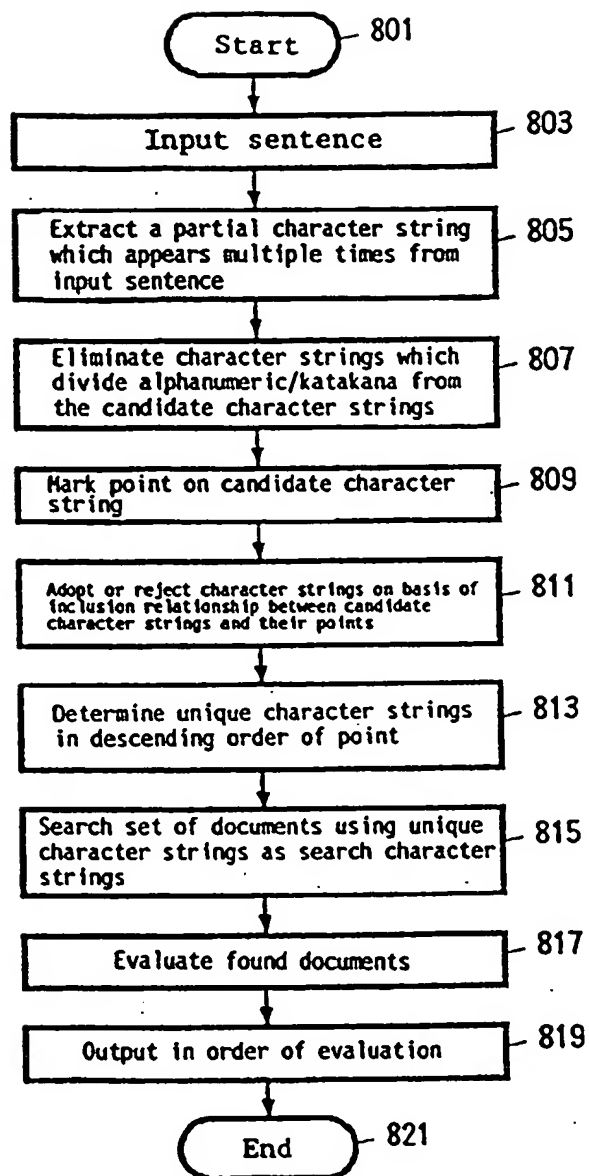 Start
801
Input sentence
803
Extract a partial character string
which appears multiple times from
input sentence
805
Eliminate character strings which
divide alphanumeric/katakana from
the candidate character strings
807
Mark point on candidate character
string
809
Adopt or reject character strings on basis of
inclusion relationship between candidate
character strings and their points
811
Determine unique character strings
in descending order of point
813
Search set of documents using unique
character strings as search character
strings
815
Evaluate found documents
817
Output in order of evaluation
819
End
821